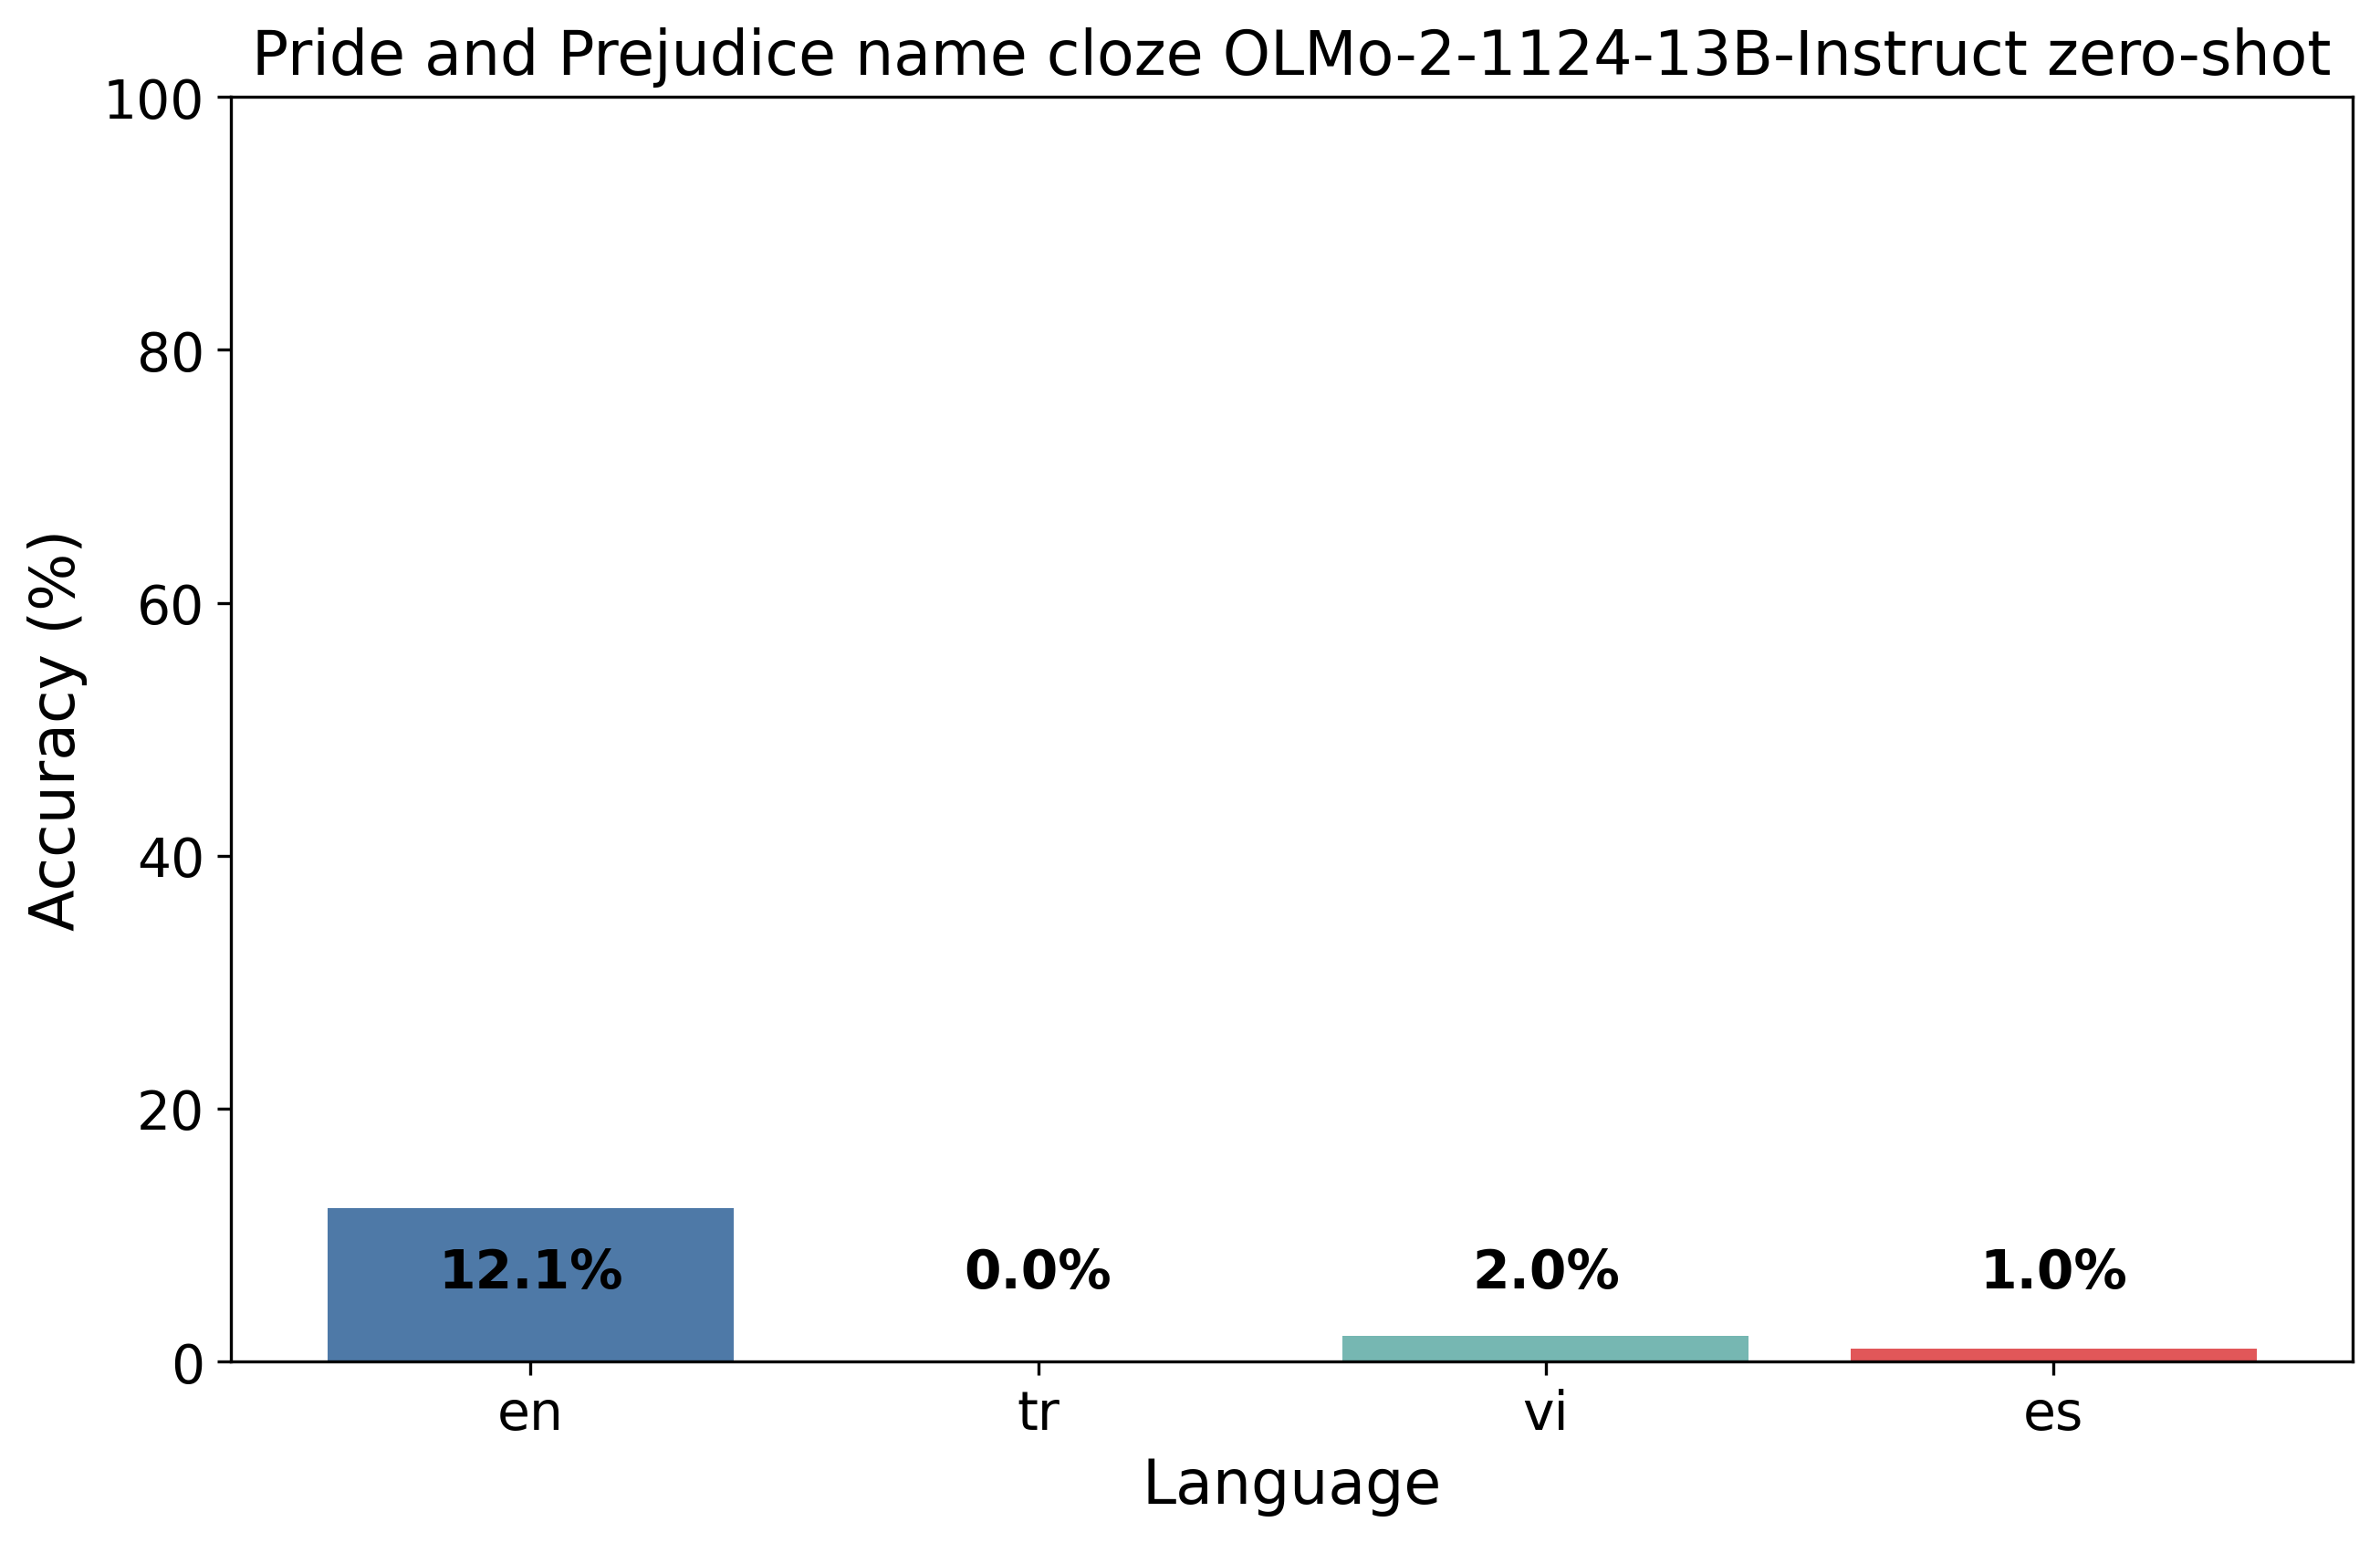 Pride and Prejudice name cloze OLMo-2-1124-13B-Instruct zero-shot
100
80
60
40
20
0
Accuracy (%)
12.1%
0.0%
2.0%
1.0%
en
tr
vi
es
Language